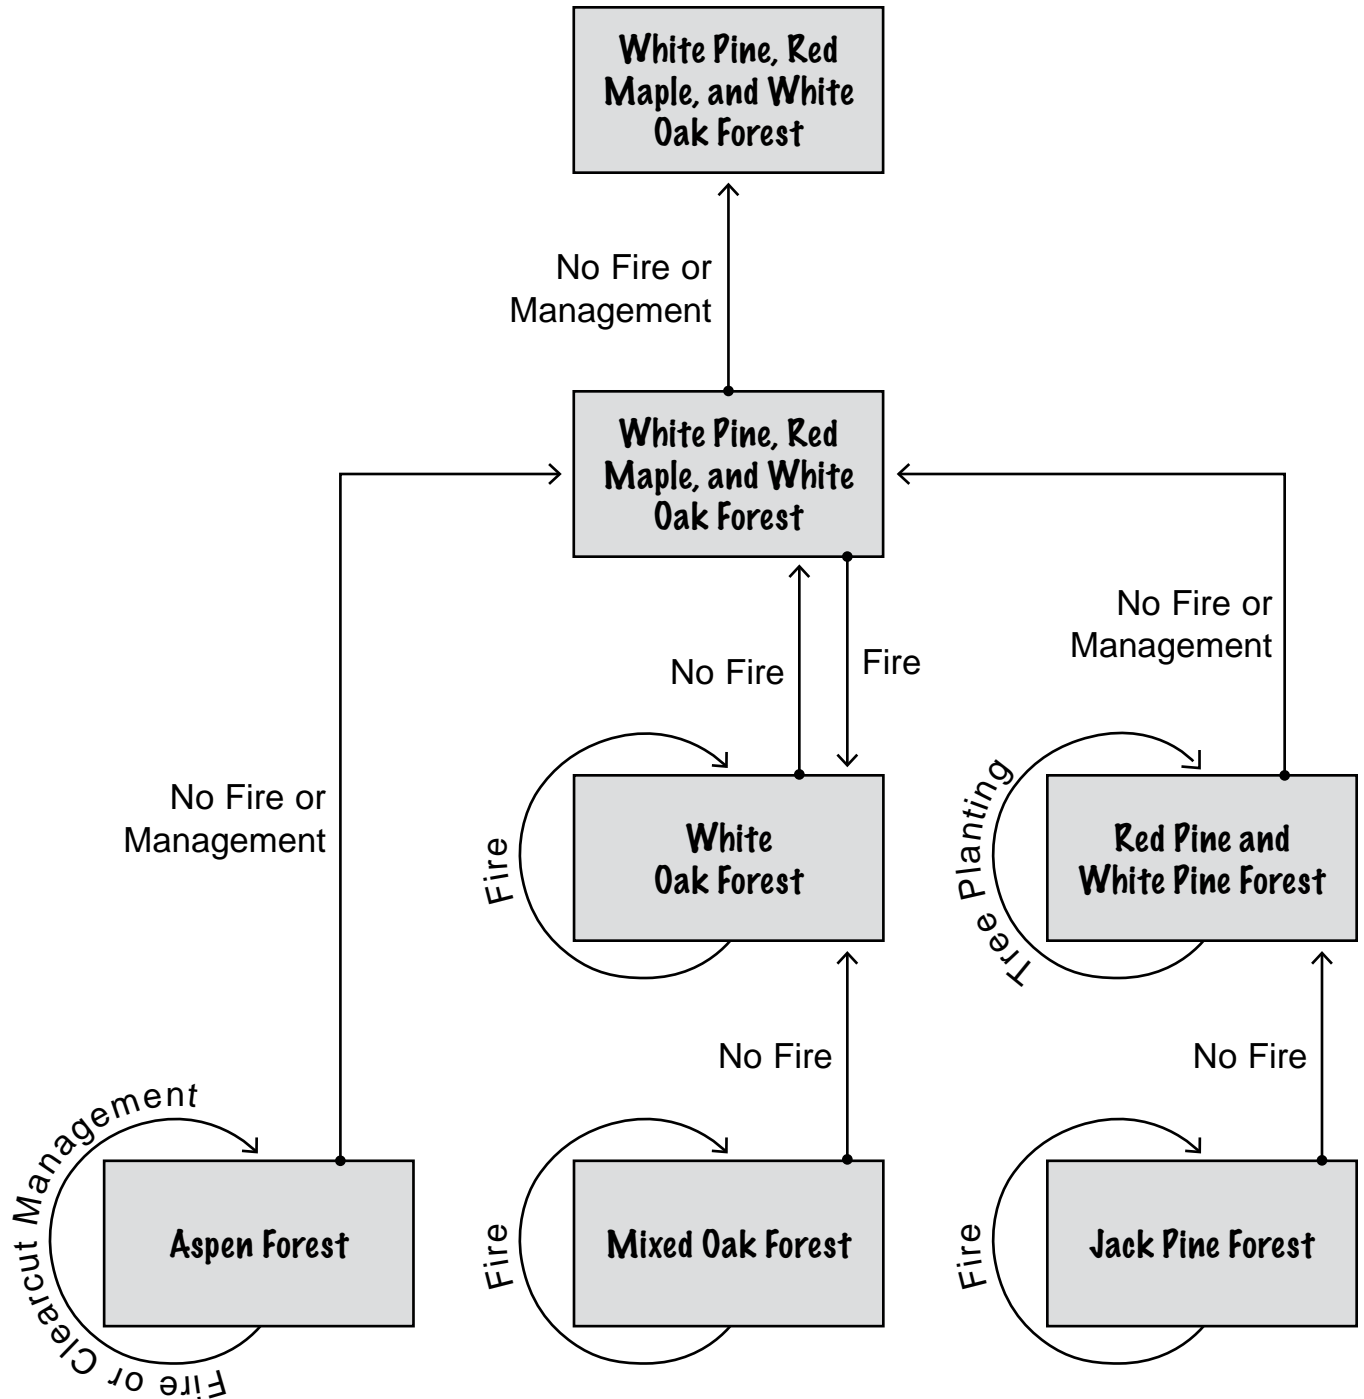 White Pine, Red
Maple, and White
Oak Forest
No Fire or
Management
White Pine, Red
Maple, and White
Oak Forest
No Fire or
Management
No Fire
Fire
No Fire or
Management
Fire
White
Oak Forest
Tree Planting
Red Pine and
White Pine Forest
No Fire
No Fire
Fire or Clearcut Management
Aspen Forest
Fire
Mixed Oak Forest
Fire
Jack Pine Forest